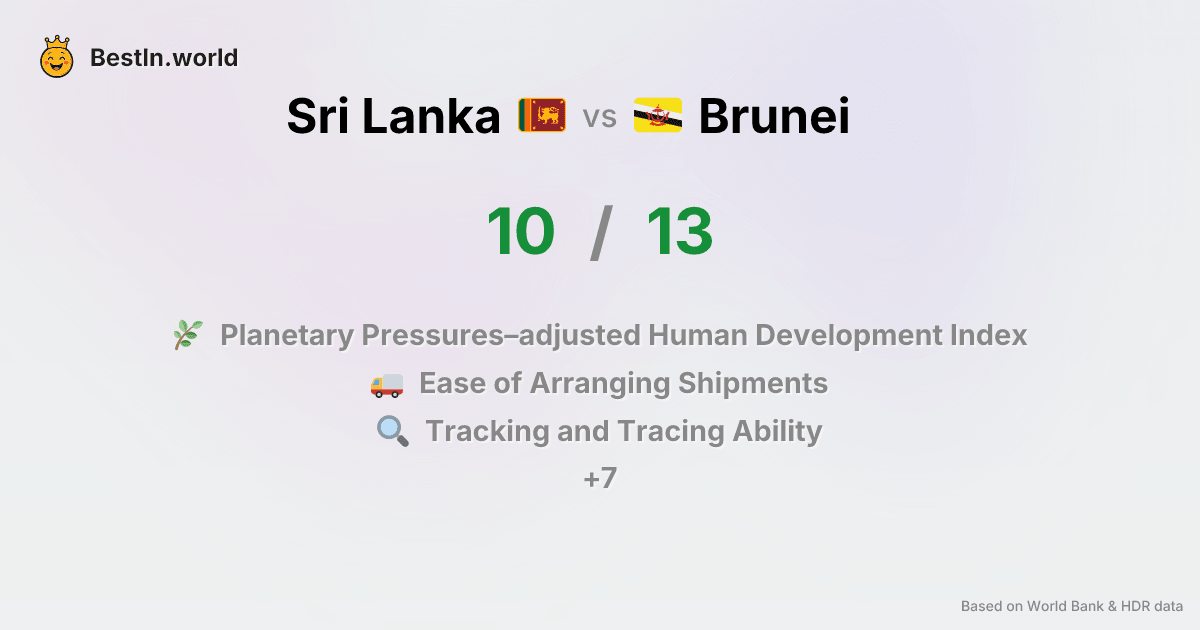 BestIn.world
Sri Lanka vs Brunei
10 / 13
Planetary Pressures–adjusted Human Development Index
Ease of Arranging Shipments
Tracking and Tracing Ability
+7
Based on World Bank & HDR data